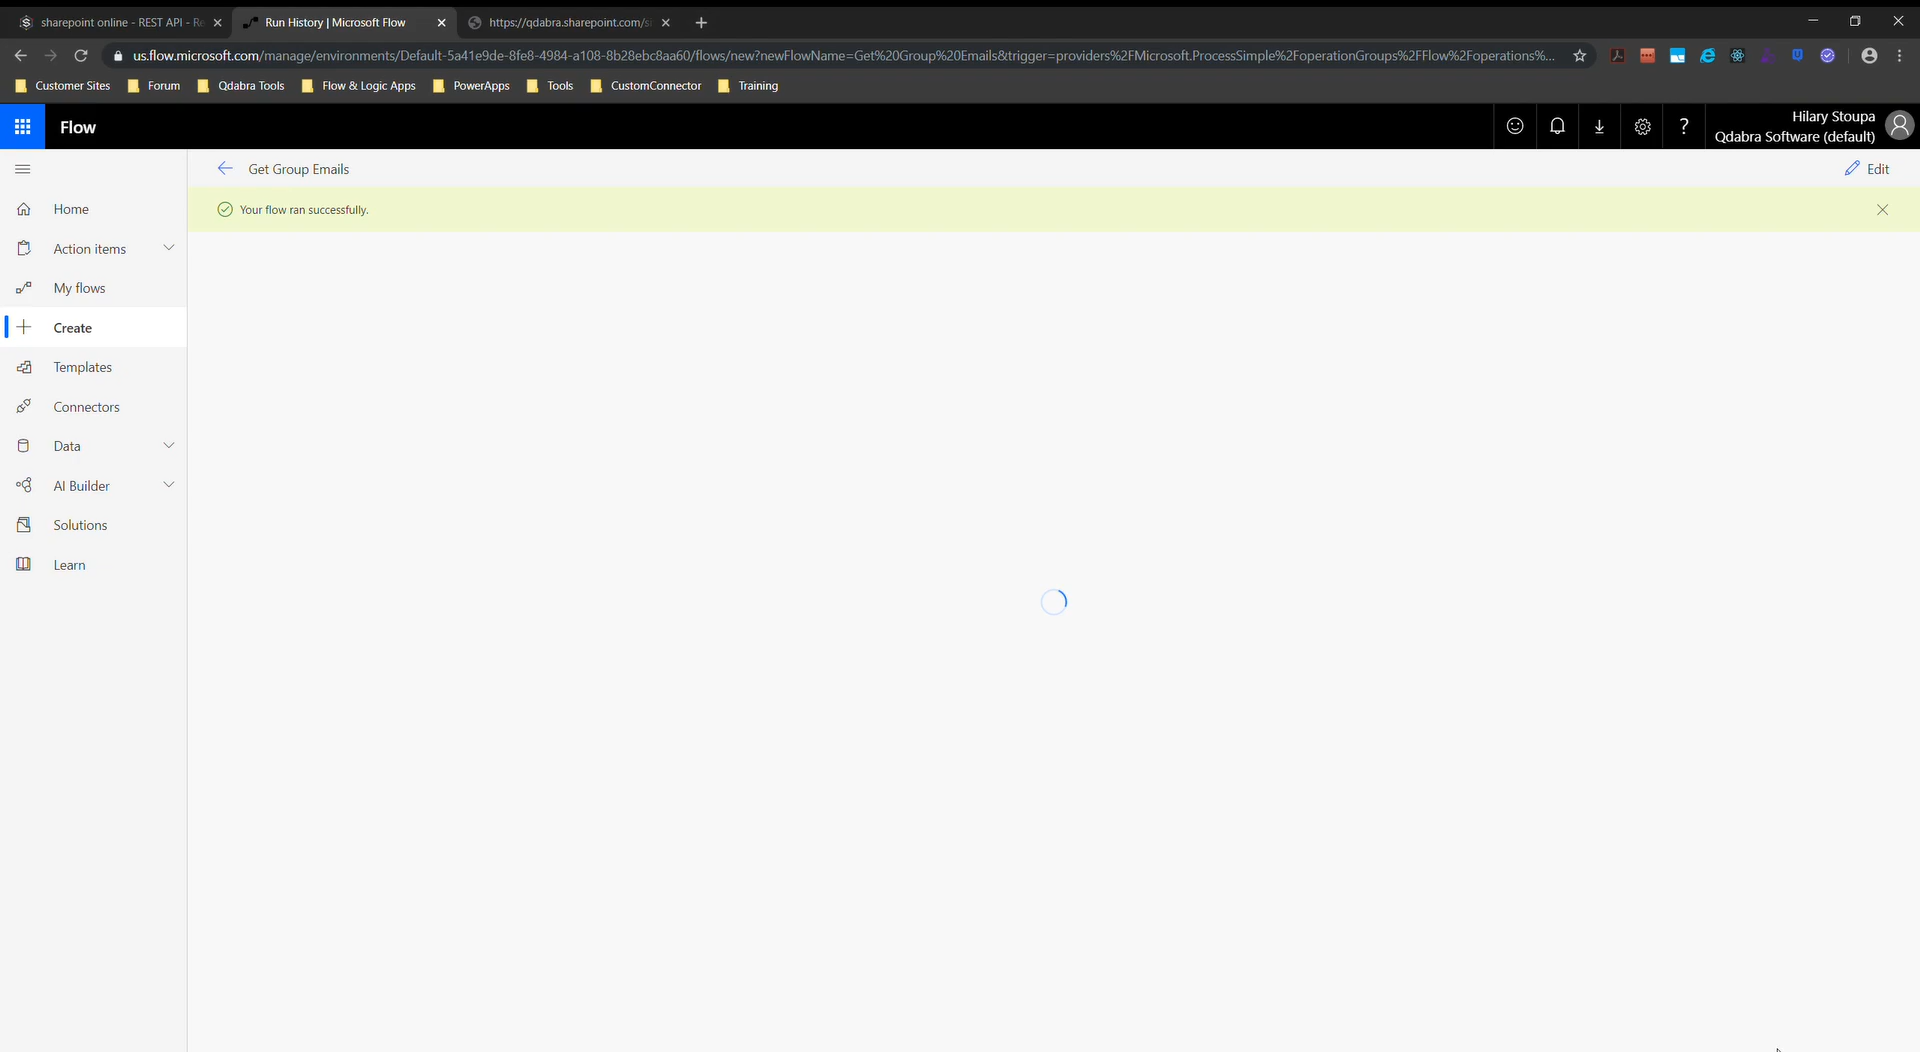 sharepoint online - REST API - Re
Run History | Microsoft Flow
https://qdabra.sharepoint.com/si
us.flow.microsoft.com/manage/environments/Default-5a41e9de-8fe8-4984-a108-8b28ebc8aa60/flows/new?newFlowName=Get%20Group%20Emails&trigger=providers%2FMicrosoft.ProcessSimple%2FoperationGroups%2FFlow%2Foperations%...
Customer Sites
Forum
Qdabra Tools
Flow & Logic Apps
PowerApps
Tools
CustomConnector
Training
Flow
Hilary Stoupa
Qdabra Software (default)
Get Group Emails
Edit
Your flow ran successfully.
Home
Action items
My flows
Create
Templates
Connectors
Data
AI Builder
Solutions
Learn